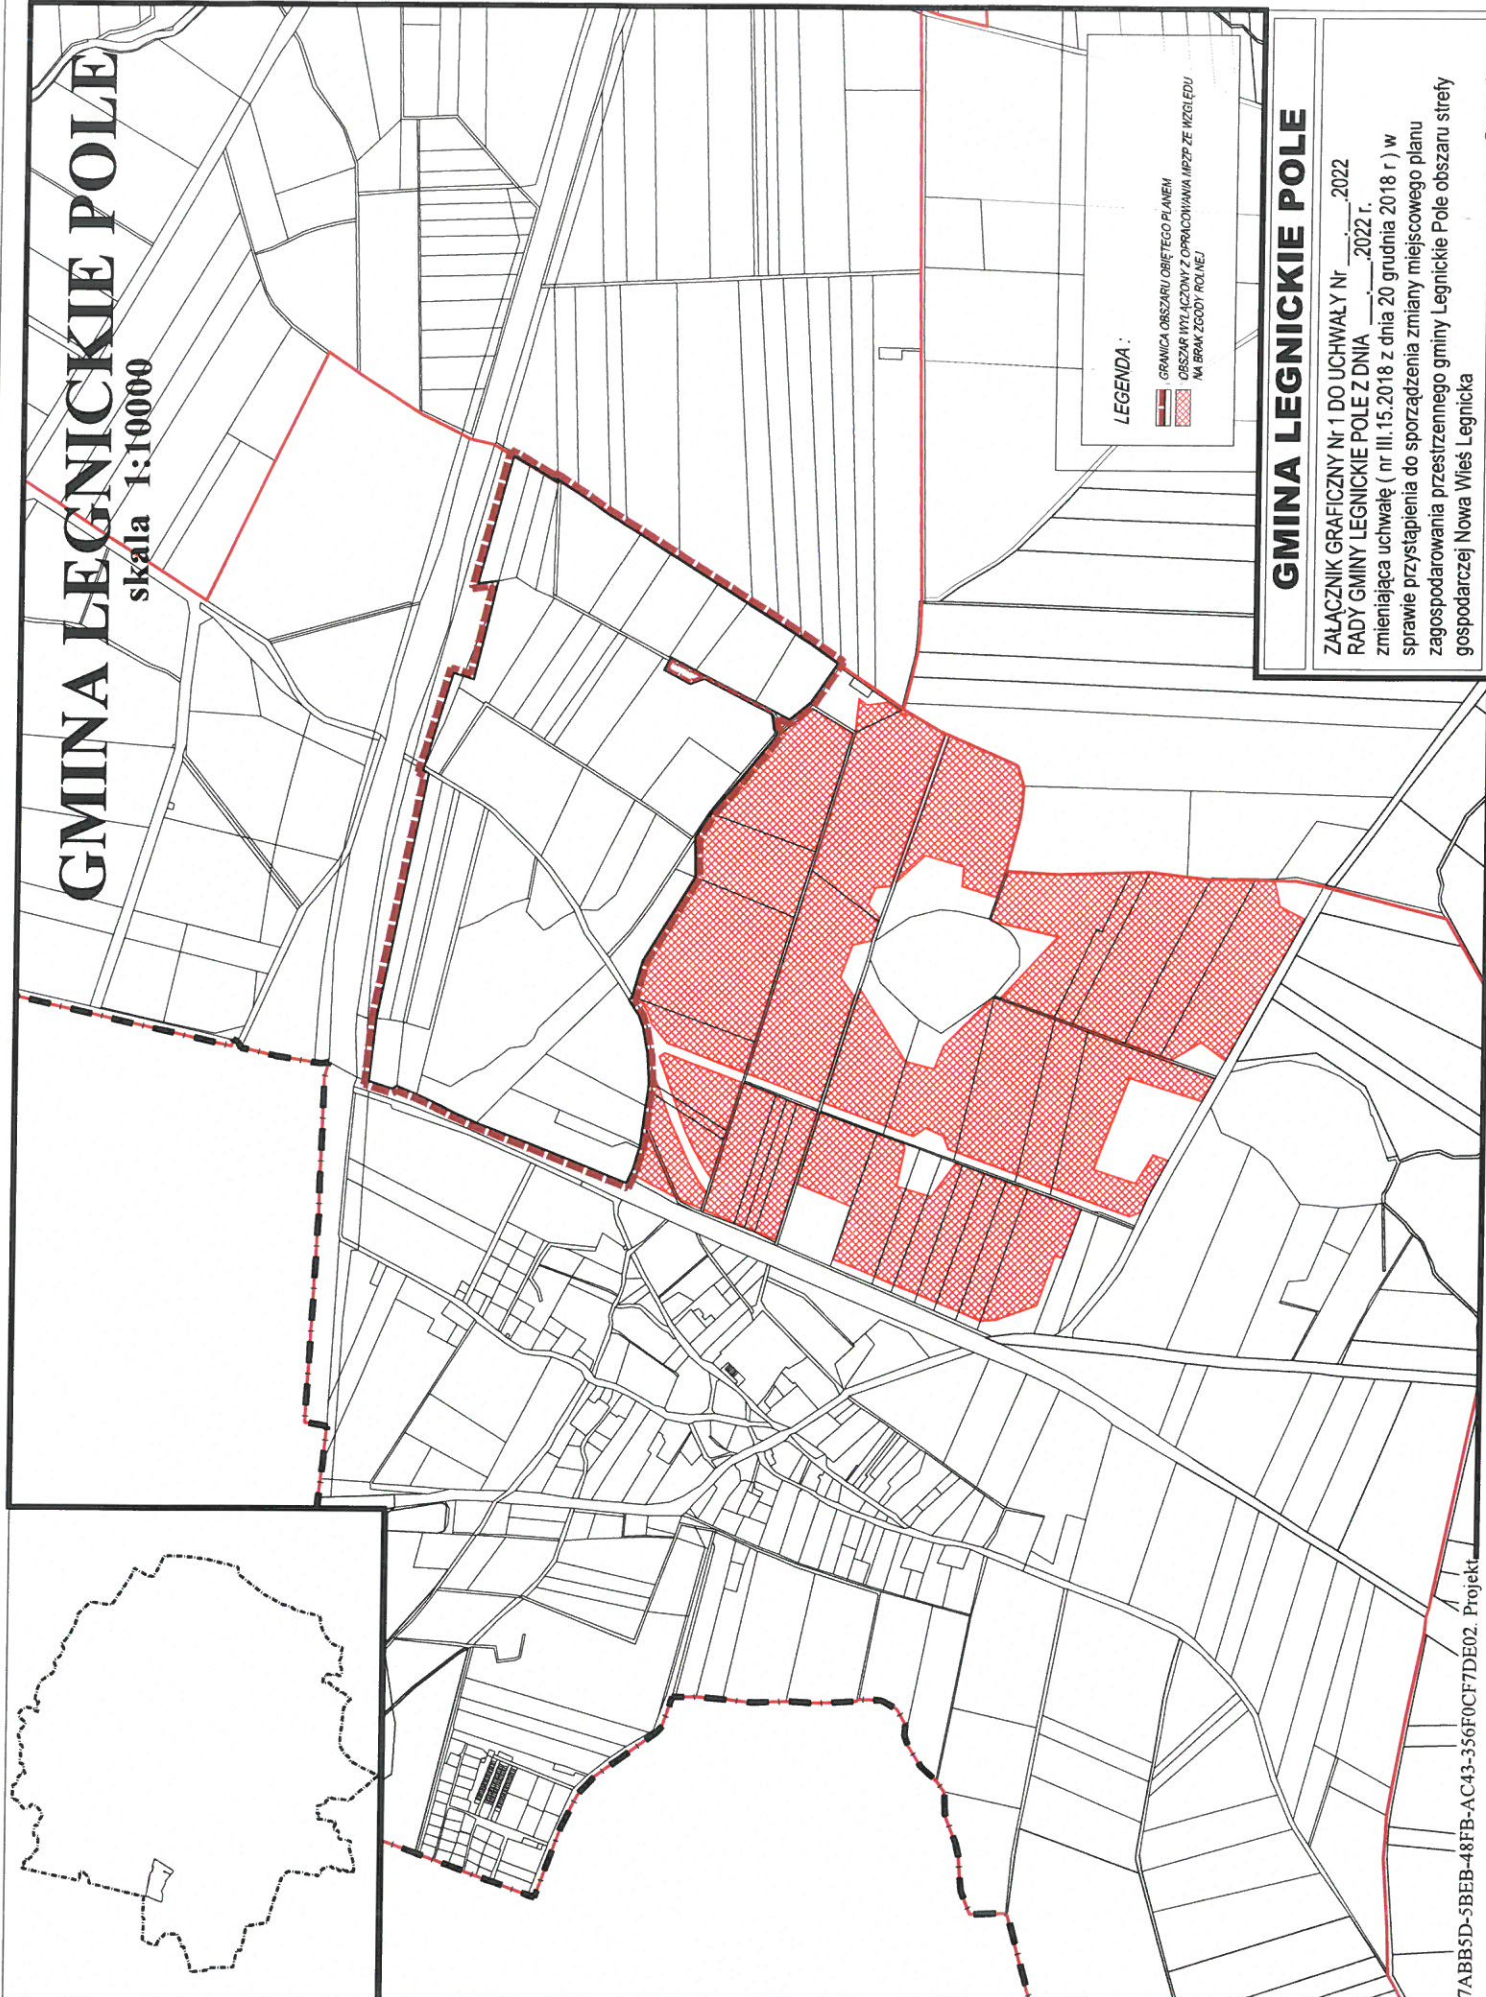 GMINA LEGNICKIE POLE
skala 1:10000
LEGENDA :
GRANICA OBSZARU OBJĘTEGO PLANEM
OBSZAR WYŁĄCZONY Z OPRACOWANIA MPZP ZE WZGLĘDU
NA BRAK ZGODY ROLNEJ
GMINA LEGNICKIE POLE
ZAŁĄCZNIK GRAFICZNY Nr 1 DO UCHWAŁY Nr ___.___.2022
RADY GMINY LEGNICKIE POLE Z DNIA ___.___.2022 r.
zmieniająca uchwałę ( nr III.15.2018 z dnia 20 grudnia 2018 r ) w
sprawie przystąpienia do sporządzenia zmiany miejscowego planu
zagospodarowania przestrzennego gminy Legnickie Pole obszaru strefy
gospodarczej Nowa Wieś Legnicka
7ABB5D-5BEB-48FB-AC43-356F0CF7DE02. Projekt